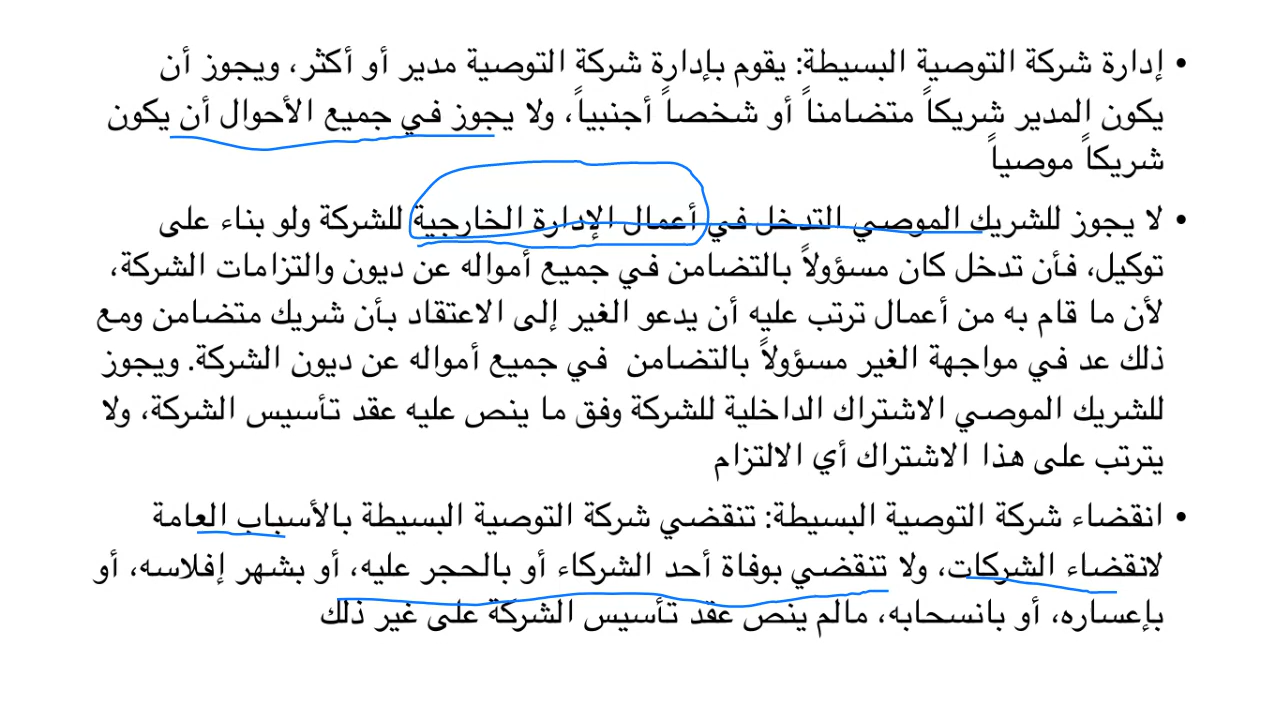 • إدارة شركة التوصية البسيطة: يقوم بإدارة شركة التوصية مدير أو أكثر، ويجوز أن
يكون المدير شريكاً متضامناً أو شخصاً أجنبياً، ولا يجوز في جميع الأحوال أن يكون
شريكاً موصياً
• لا يجوز للشريك الموصي التدخل في أعمال الإدارة الخارجية للشركة ولو بناء على
توكيل، فأن تدخل كان مسؤولاً بالتضامن في جميع أمواله عن ديون والتزامات الشركة،
لأن ما قام به من أعمال ترتب عليه أن يدعو الغير إلى الاعتقاد بأن شريك متضامن ومع
ذلك عد في مواجهة الغير مسؤولاً بالتضامن في جميع أمواله عن ديون الشركة. ويجوز
للشريك الموصي الاشتراك الداخلية للشركة وفق ما ينص عليه عقد تأسيس الشركة، ولا
يترتب على هذا الاشتراك أي الالتزام
• انقضاء شركة التوصية البسيطة: تنقضي شركة التوصية البسيطة بالأسباب العامة
لانقضاء الشركات، ولا تنقضي بوفاة أحد الشركاء أو بالحجر عليه، أو بشهر إفلاسه، أو
بإعساره، أو بانسحابه، مالم ينص عقد تأسيس الشركة على غير ذلك